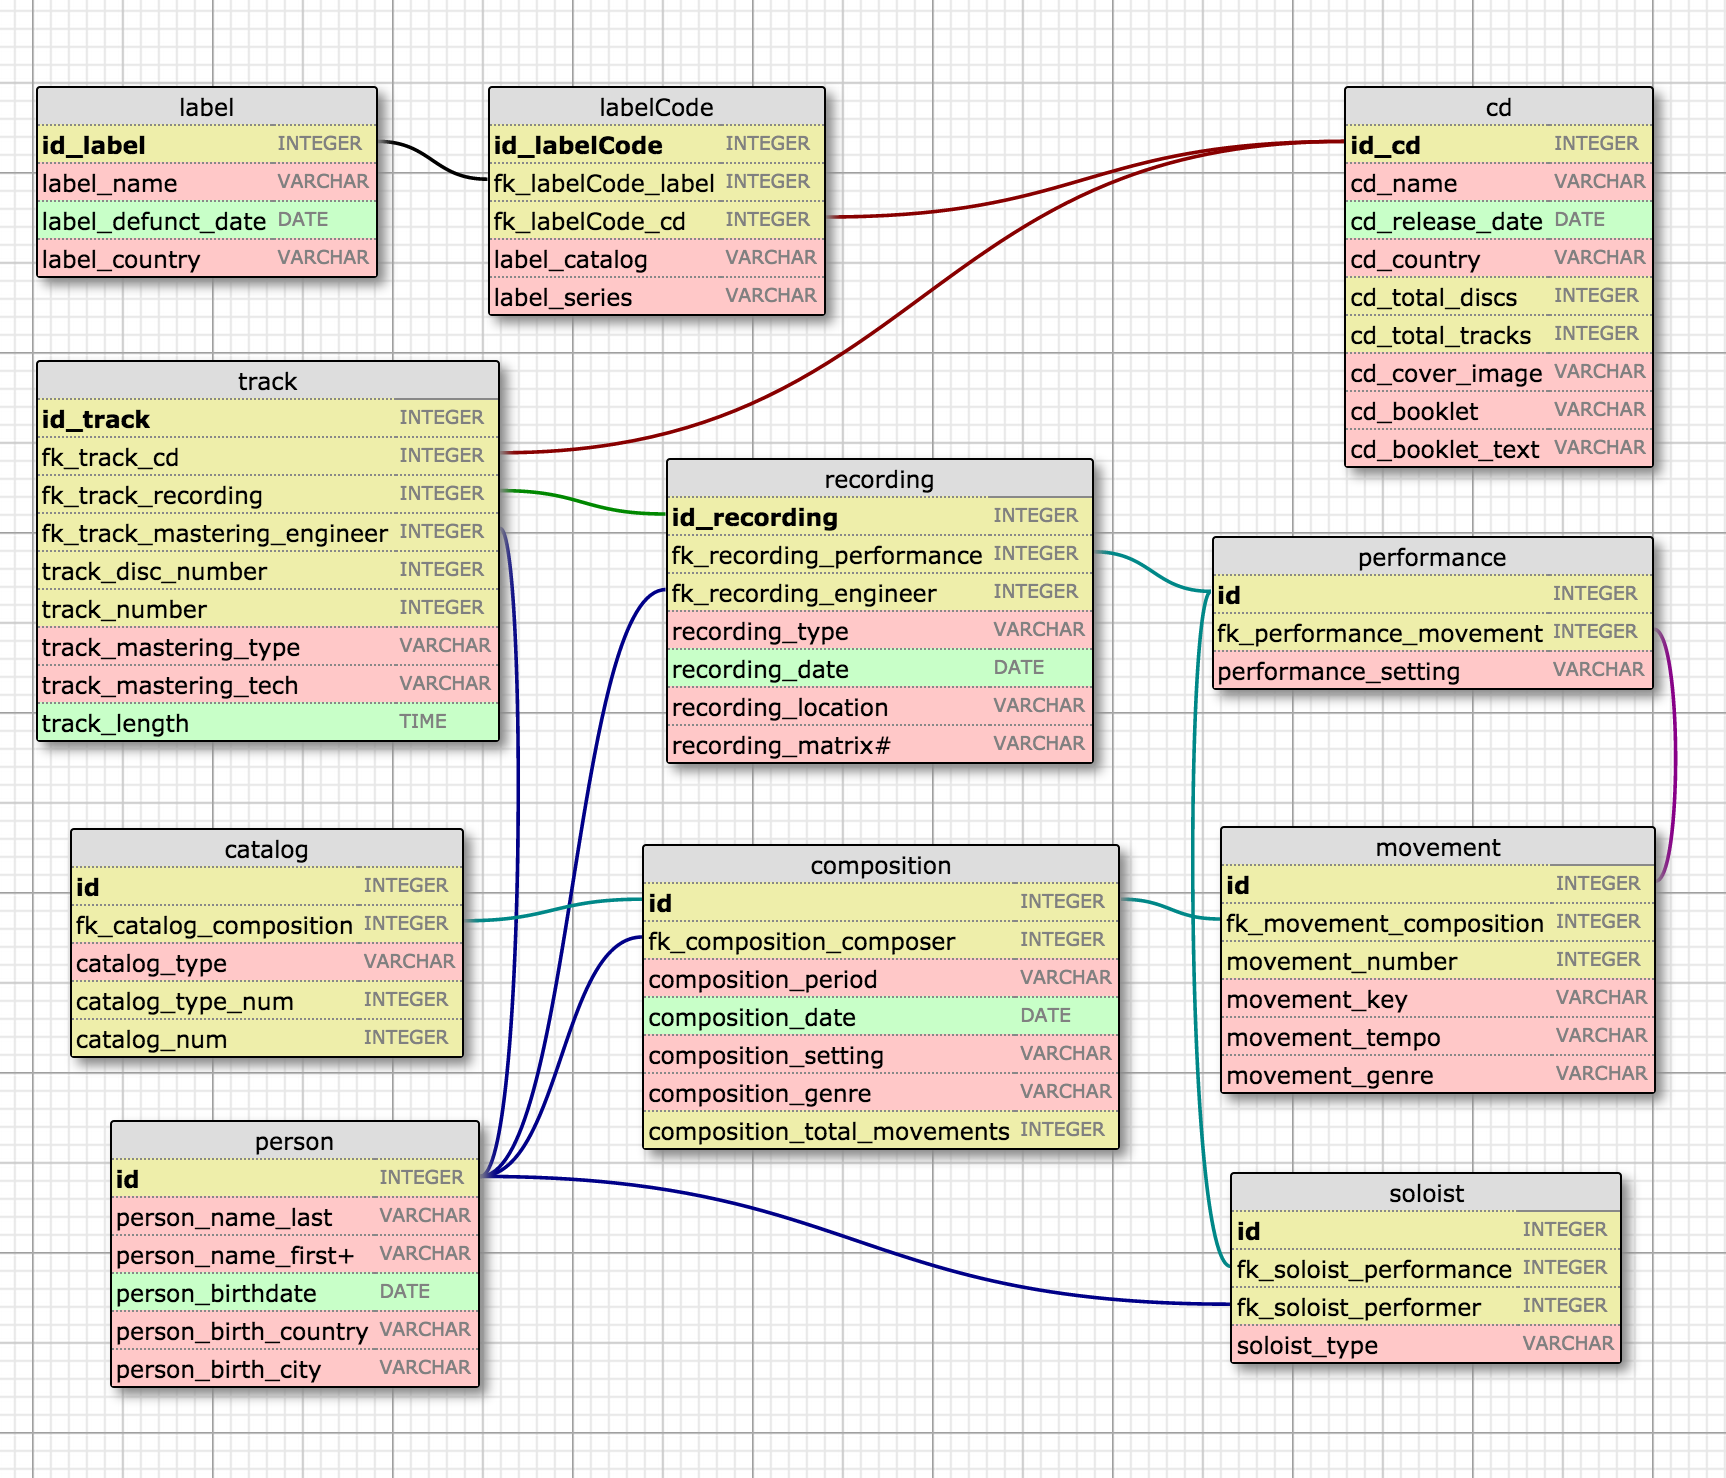 label
id_label INTEGER
label_name VARCHAR
label_defunct_date DATE
label_country VARCHAR
labelCode
id_labelCode INTEGER
fk_labelCode_label INTEGER
fk_labelCode_cd INTEGER
label_catalog VARCHAR
label_series VARCHAR
cd
id_cd INTEGER
cd_name VARCHAR
cd_release_date DATE
cd_country VARCHAR
cd_total_discs INTEGER
cd_total_tracks INTEGER
cd_cover_image VARCHAR
cd_booklet VARCHAR
cd_booklet_text VARCHAR
track
id_track INTEGER
fk_track_cd INTEGER
fk_track_recording INTEGER
fk_track_mastering_engineer INTEGER
track_disc_number INTEGER
track_number INTEGER
track_mastering_type VARCHAR
track_mastering_tech VARCHAR
track_length TIME
recording
id_recording INTEGER
fk_recording_performance INTEGER
fk_recording_engineer INTEGER
recording_type VARCHAR
recording_date DATE
recording_location VARCHAR
recording_matrix# VARCHAR
performance
id INTEGER
fk_performance_movement INTEGER
performance_setting VARCHAR
catalog
id INTEGER
fk_catalog_composition INTEGER
catalog_type VARCHAR
catalog_type_num INTEGER
catalog_num INTEGER
composition
id INTEGER
fk_composition_composer INTEGER
composition_period VARCHAR
composition_date DATE
composition_setting VARCHAR
composition_genre VARCHAR
composition_total_movements INTEGER
movement
id INTEGER
fk_movement_composition INTEGER
movement_number INTEGER
movement_key VARCHAR
movement_tempo VARCHAR
movement_genre VARCHAR
person
id INTEGER
person_name_last VARCHAR
person_name_first+ VARCHAR
person_birthdate DATE
person_birth_country VARCHAR
person_birth_city VARCHAR
soloist
id INTEGER
fk_soloist_performance INTEGER
fk_soloist_performer INTEGER
soloist_type VARCHAR